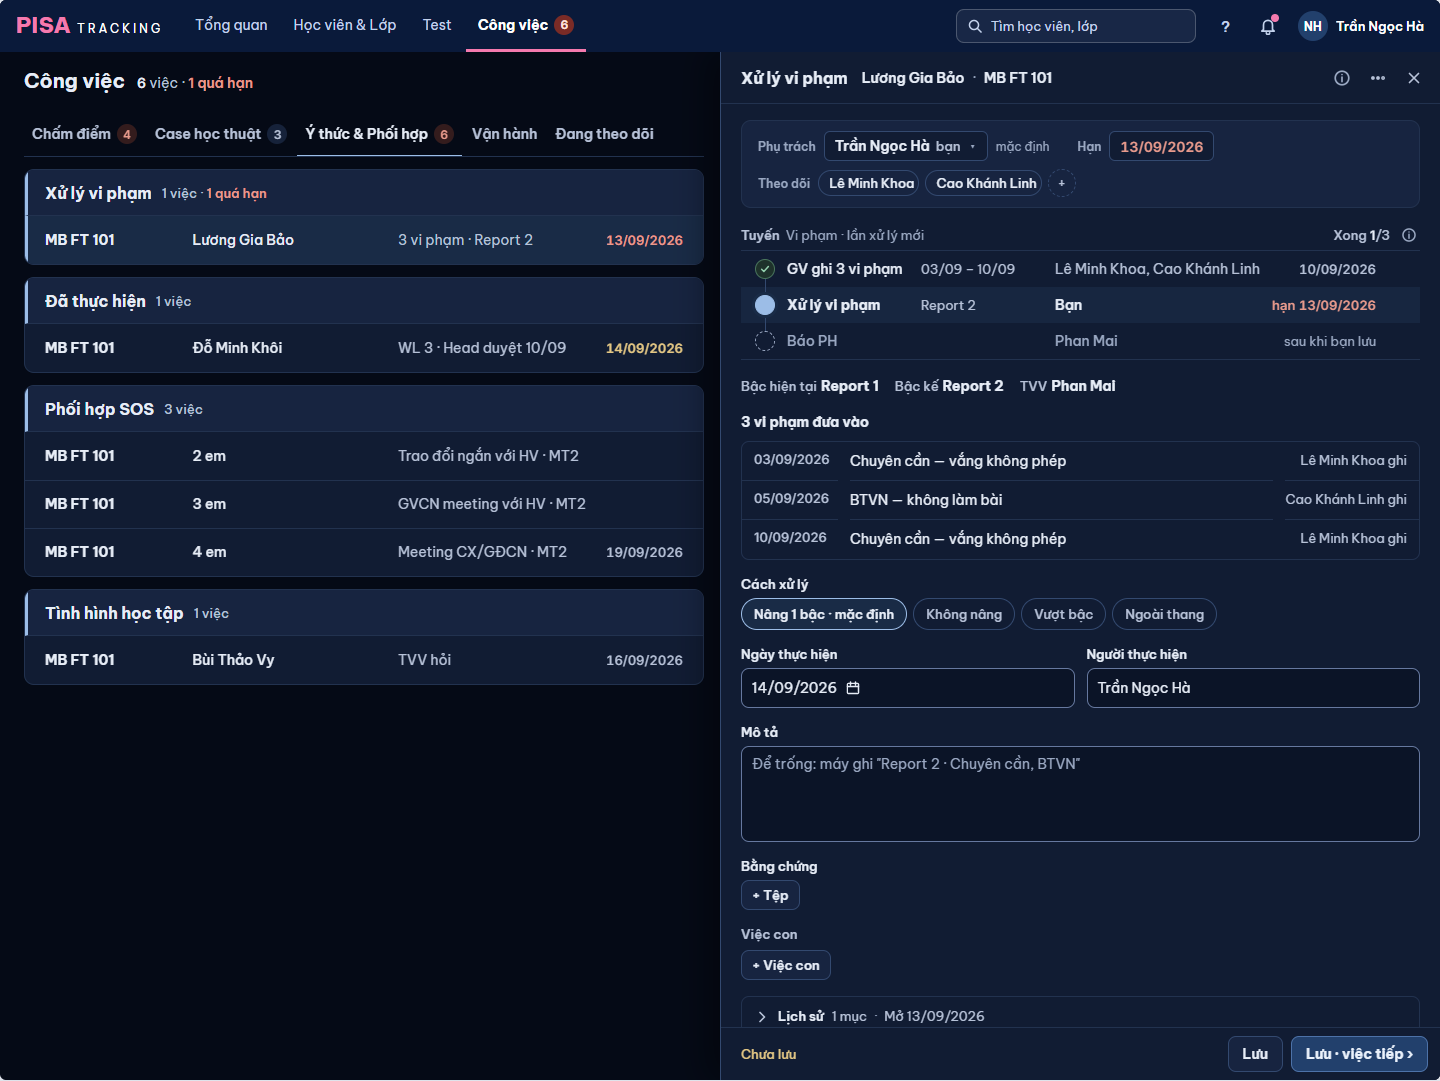 PISA TRACKING Tổng quan Học viên & Lớp Test Công việc 6 Tìm học viên, lớp ? NH Trần Ngọc Hà
Công việc 6 việc · 1 quá hạn
Chấm điểm 4 Case học thuật 3 Ý thức & Phối hợp 6 Vận hành Đang theo dõi
Xử lý vi phạm 1 việc · 1 quá hạn
MB FT 101 Lương Gia Bảo 3 vi phạm · Report 2 13/09/2026
Đã thực hiện 1 việc
MB FT 101 Đỗ Minh Khôi WL 3 · Head duyệt 10/09 14/09/2026
Phối hợp SOS 3 việc
MB FT 101 2 em Trao đổi ngắn với HV · MT2
MB FT 101 3 em GVCN meeting với HV · MT2
MB FT 101 4 em Meeting CX/GĐCN · MT2 19/09/2026
Tình hình học tập 1 việc
MB FT 101 Bùi Thảo Vy TVV hỏi 16/09/2026
Xử lý vi phạm Lương Gia Bảo · MB FT 101
Phụ trách Trần Ngọc Hà bạn mặc định Hạn 13/09/2026
Theo dõi Lê Minh Khoa Cao Khánh Linh +
Tuyến Vi phạm · lần xử lý mới Xong 1/3
GV ghi 3 vi phạm 03/09 – 10/09 Lê Minh Khoa, Cao Khánh Linh 10/09/2026
Xử lý vi phạm Report 2 Bạn hạn 13/09/2026
Báo PH Phan Mai sau khi bạn lưu
Bậc hiện tại Report 1 Bậc kế Report 2 TVV Phan Mai
3 vi phạm đưa vào
03/09/2026 Chuyên cần — vắng không phép Lê Minh Khoa ghi
05/09/2026 BTVN — không làm bài Cao Khánh Linh ghi
10/09/2026 Chuyên cần — vắng không phép Lê Minh Khoa ghi
Cách xử lý
Nâng 1 bậc · mặc định Không nâng Vượt bậc Ngoài thang
Ngày thực hiện Người thực hiện
14/09/2026 Trần Ngọc Hà
Mô tả
Để trống: máy ghi "Report 2 · Chuyên cần, BTVN"
Bằng chứng
+ Tệp
Việc con
+ Việc con
Lịch sử 1 mục · Mở 13/09/2026
Chưa lưu Lưu Lưu · việc tiếp ›